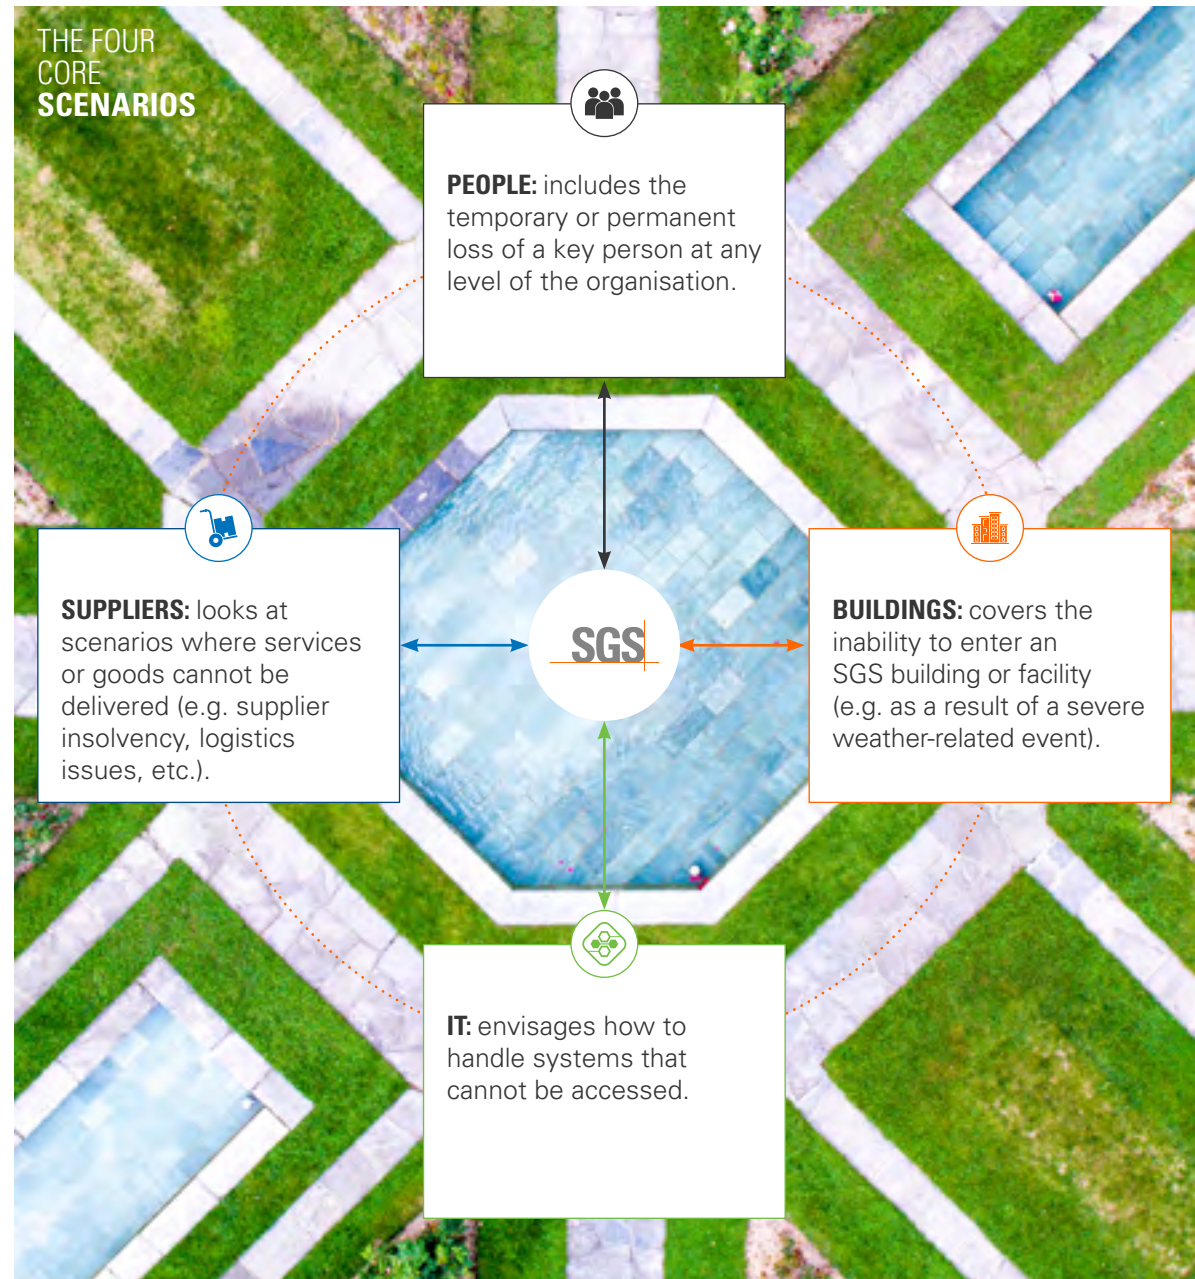 THE FOUR
CORE
SCENARIOS
PEOPLE: includes the
temporary or permanent
loss of a key person at any
level of the organisation.
SUPPLIERS: looks at
scenarios where services
or goods cannot be
delivered (e.g. supplier
insolvency, logistics
issues, etc.).
SGS
BUILDINGS: covers the
inability to enter an
SGS building or facility
(e.g. as a result of a severe
weather-related event).
IT: envisages how to
handle systems that
cannot be accessed.